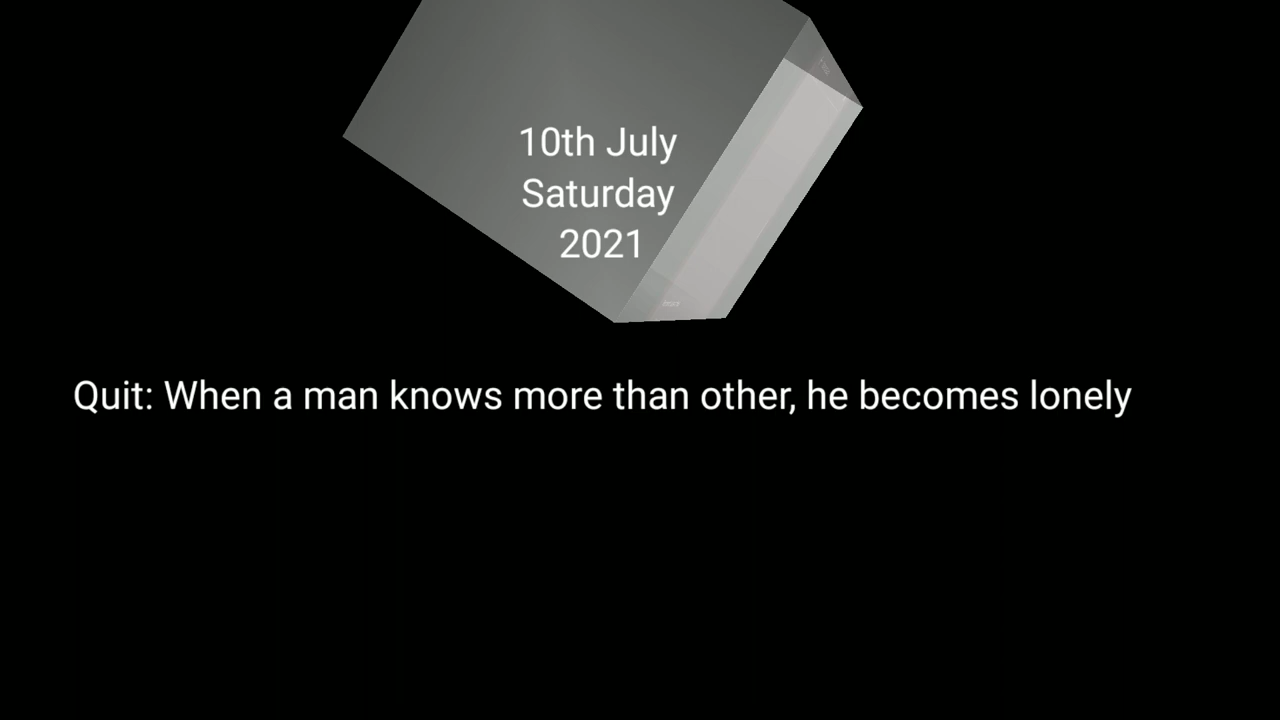 10th July
Saturday
2021
Quit: When a man knows more than other, he becomes lonely